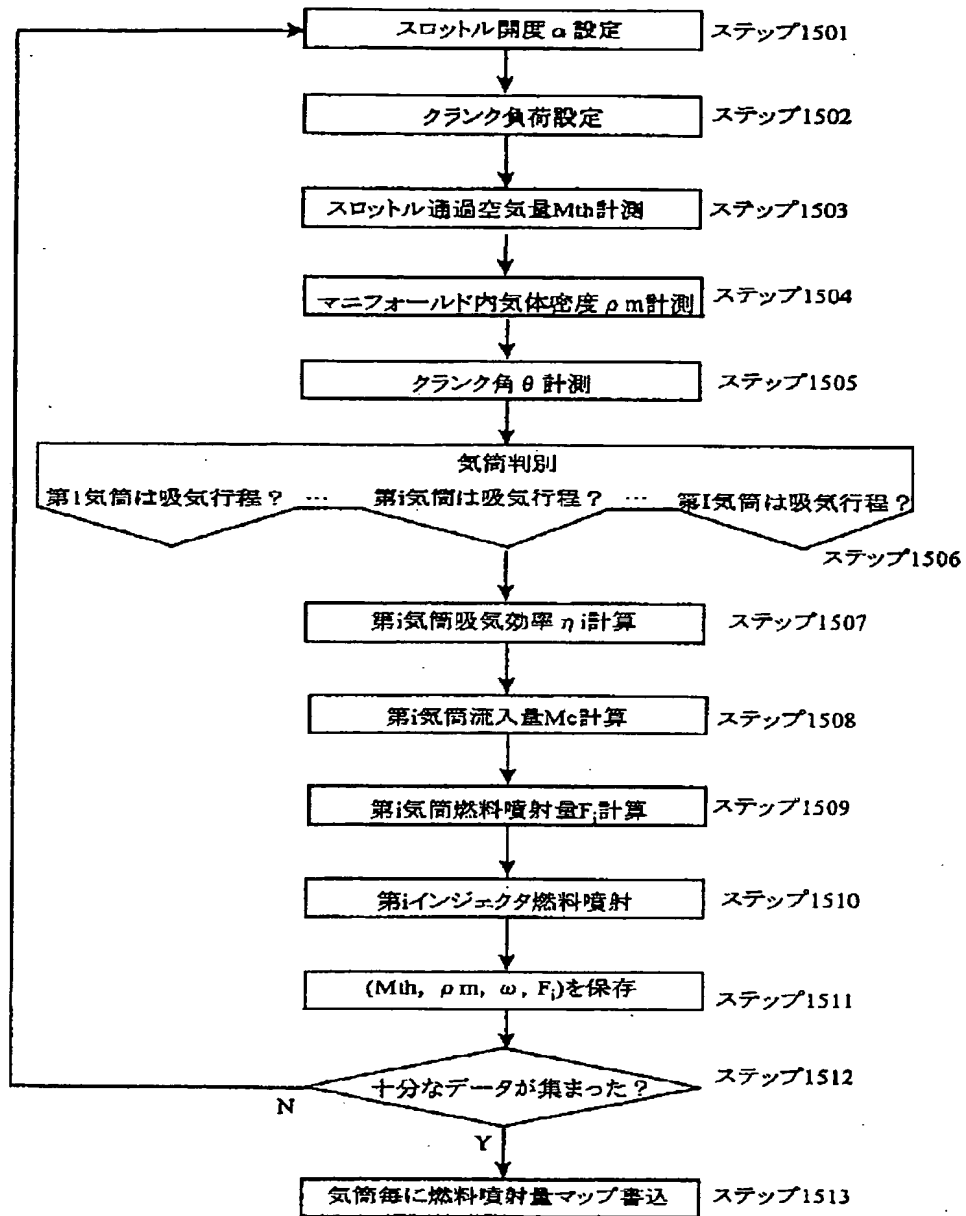 スロットル開度α設定 ステップ1501
クランク負荷設定 ステップ1502
スロットル通過空気量Mth計測 ステップ1503
マニフォールド内気体密度ρm計測 ステップ1504
クランク角θ計測 ステップ1505
気筒判別
第1気筒は吸気行程? … 第i気筒は吸気行程? … 第I気筒は吸気行程?
ステップ1506
第i気筒吸気効率ηi計算 ステップ1507
第i気筒流入量Mc計算 ステップ1508
第i気筒燃料噴射量Fi計算 ステップ1509
第iインジェクタ燃料噴射 ステップ1510
(Mth, ρm, ω, Fi)を保存 ステップ1511
十分なデータが集まった? ステップ1512
N
Y
気筒毎に燃料噴射量マップ書込 ステップ1513